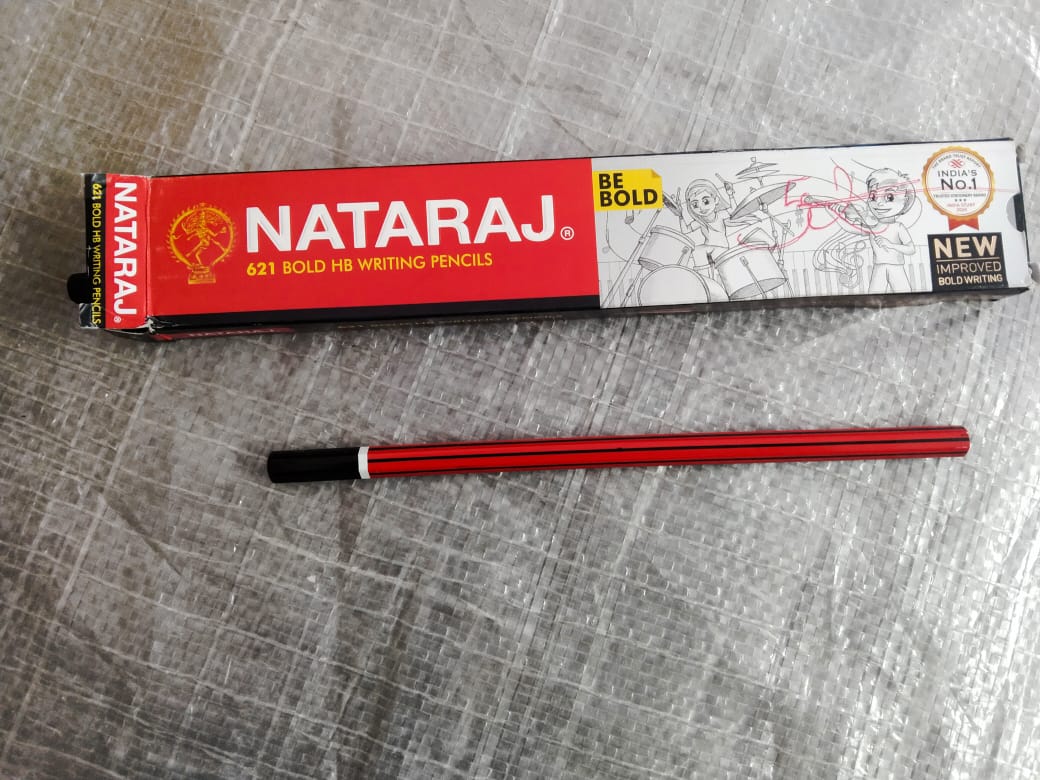 NATARAJ®
621 BOLD HB WRITING PENCILS
NATARAJ®
621 BOLD HB WRITING PENCILS
BE
BOLD
INDIA'S
No.1
NEW
IMPROVED
BOLD WRITING